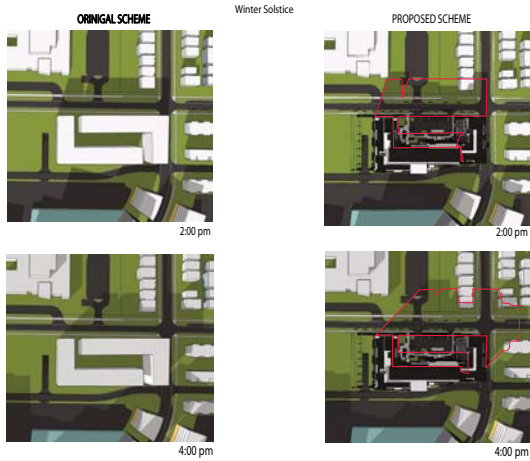 Winter Solstice
ORINIGAL SCHEME
PROPOSED SCHEME
2:00 pm
2:00 pm
4:00 pm
4:00 pm